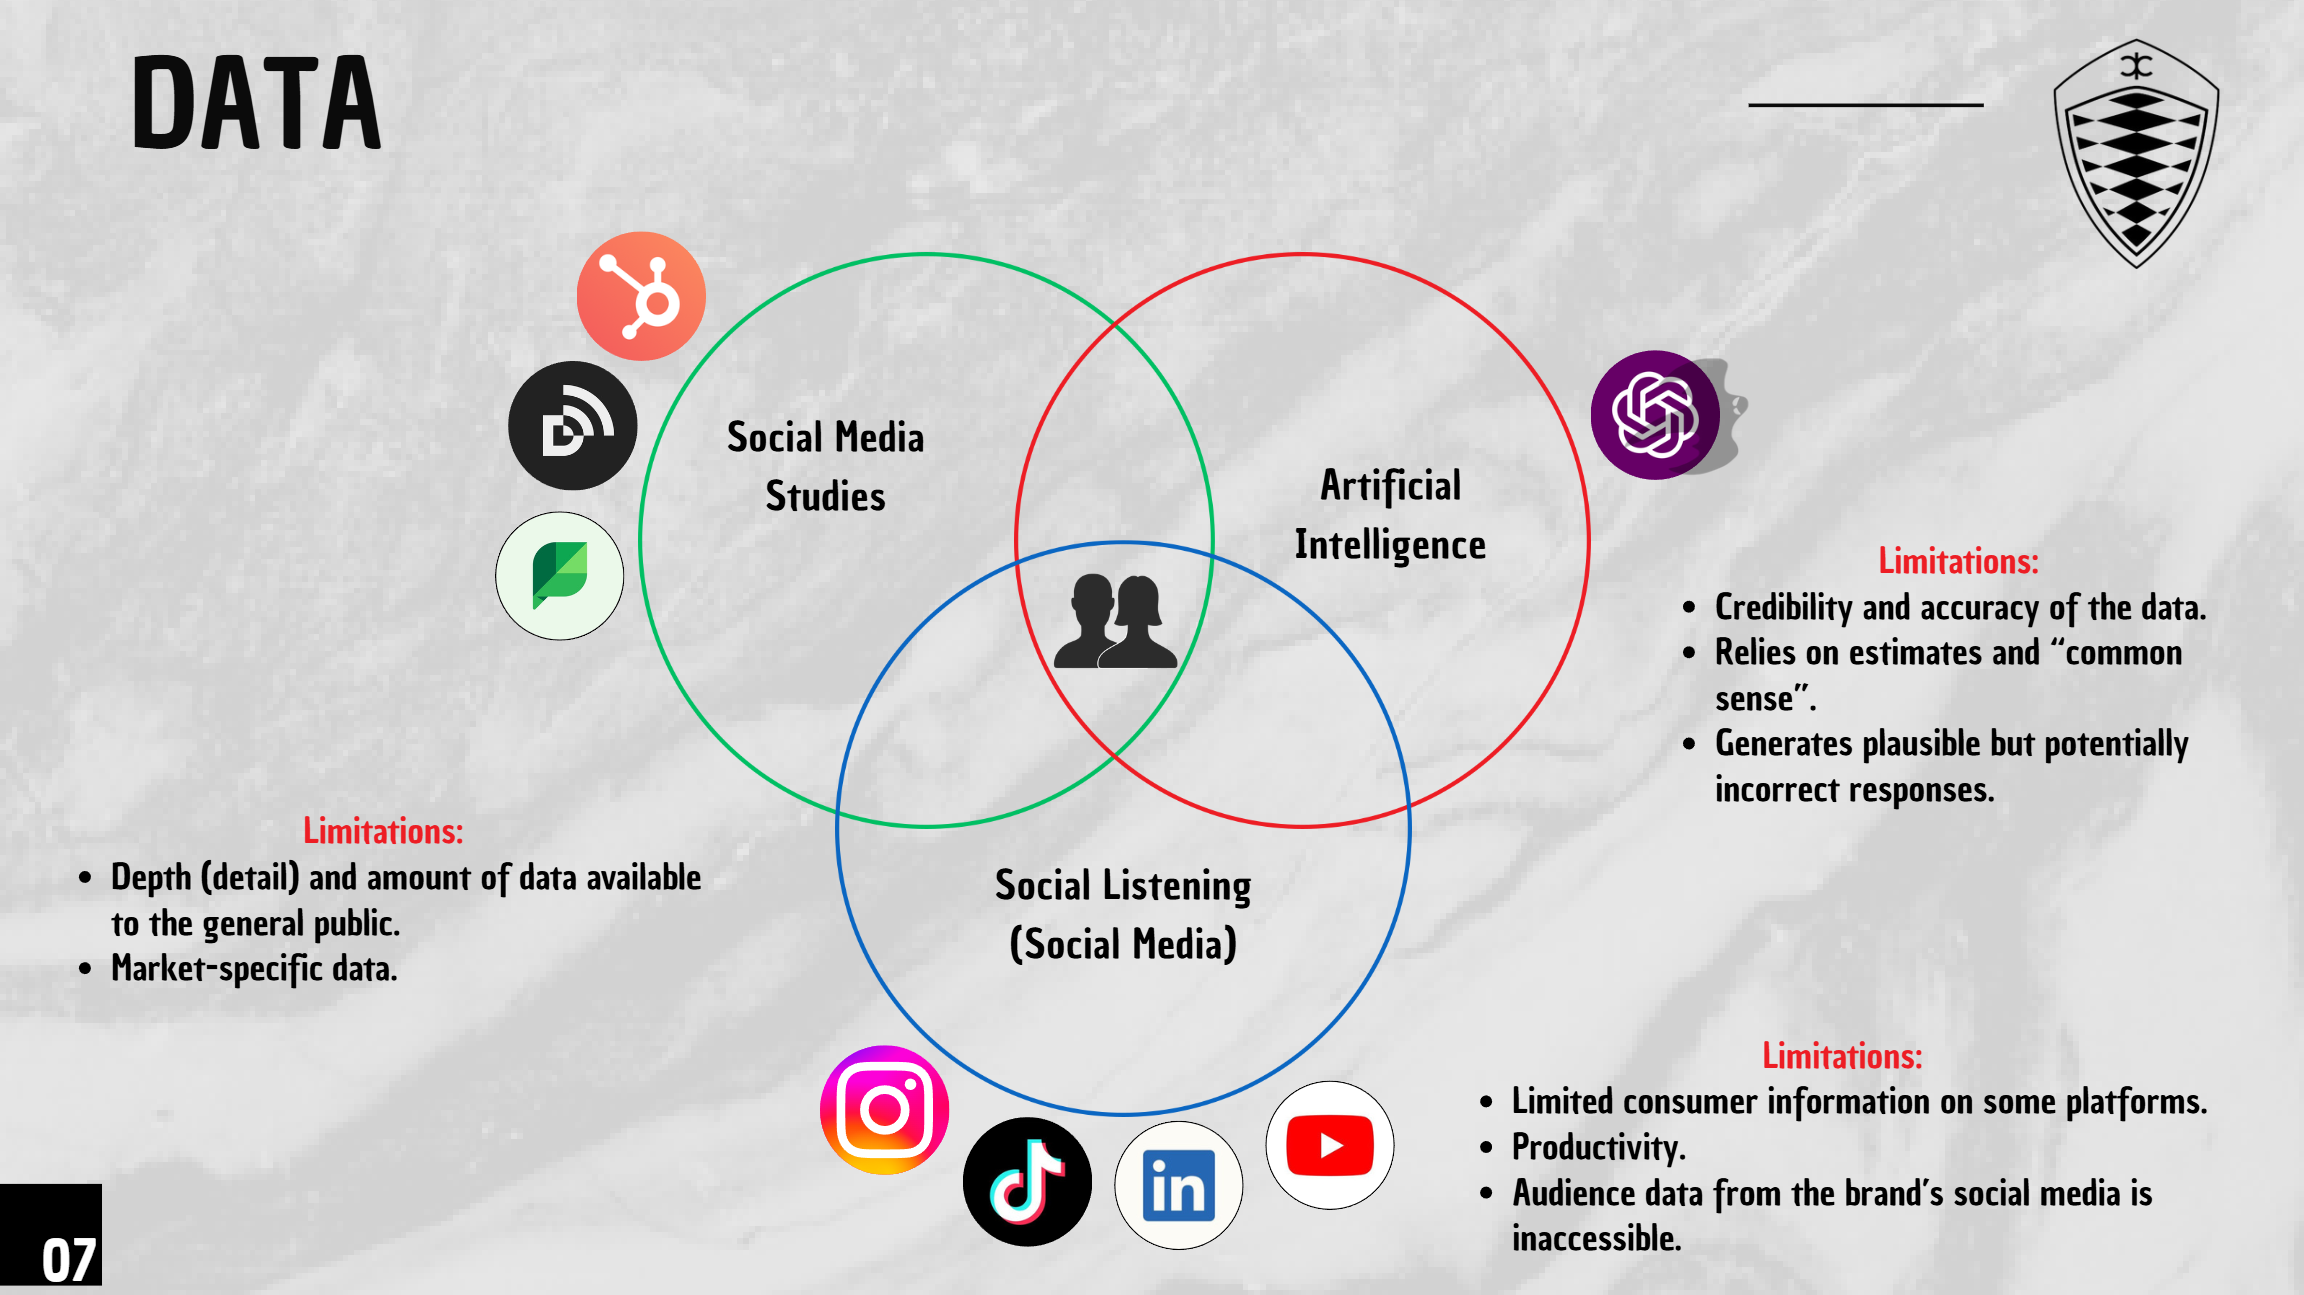 DATA
Social Media
Studies
Artificial
Intelligence
Limitations:
• Credibility and accuracy of the data.
• Relies on estimates and “common
sense”.
• Generates plausible but potentially
incorrect responses.
Limitations:
• Depth (detail) and amount of data available
to the general public.
• Market-specific data.
Social Listening
(Social Media)
in
Limitations:
• Limited consumer information on some platforms.
• Productivity.
• Audience data from the brand’s social media is
inaccessible.
07